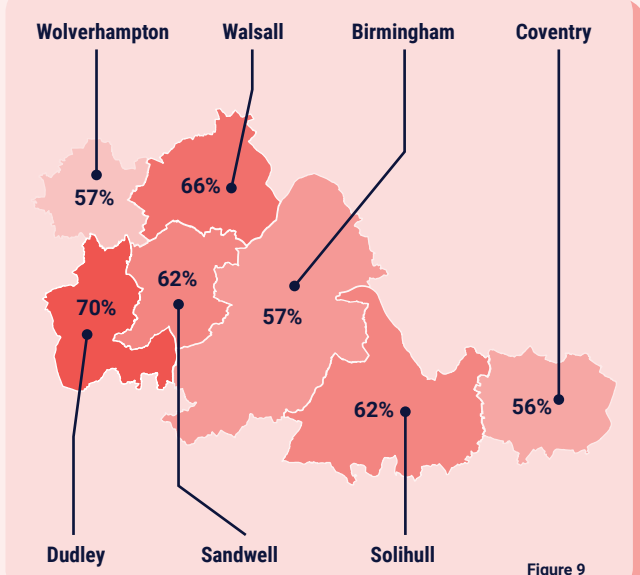 Wolverhampton
Walsall
Birmingham
Coventry
57%
66%
62%
70%
57%
62%
56%
Dudley
Sandwell
Solihull
Figure 9